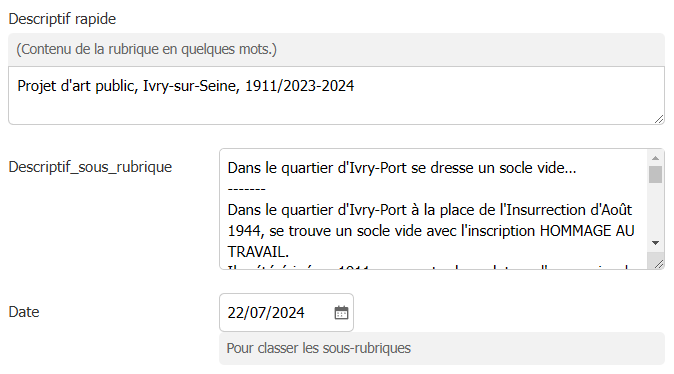 Descriptif rapide
(Contenu de la rubrique en quelques mots.)
Projet d'art public, Ivry-sur-Seine, 1911/2023-2024
Descriptif_sous_rubrique
Dans le quartier d'Ivry-Port se dresse un socle vide...
-------
Dans le quartier d'Ivry-Port à la place de l'Insurrection d'Août
1944, se trouve un socle vide avec l'inscription HOMMAGE AU
TRAVAIL.
Date
22/07/2024
Pour classer les sous-rubriques